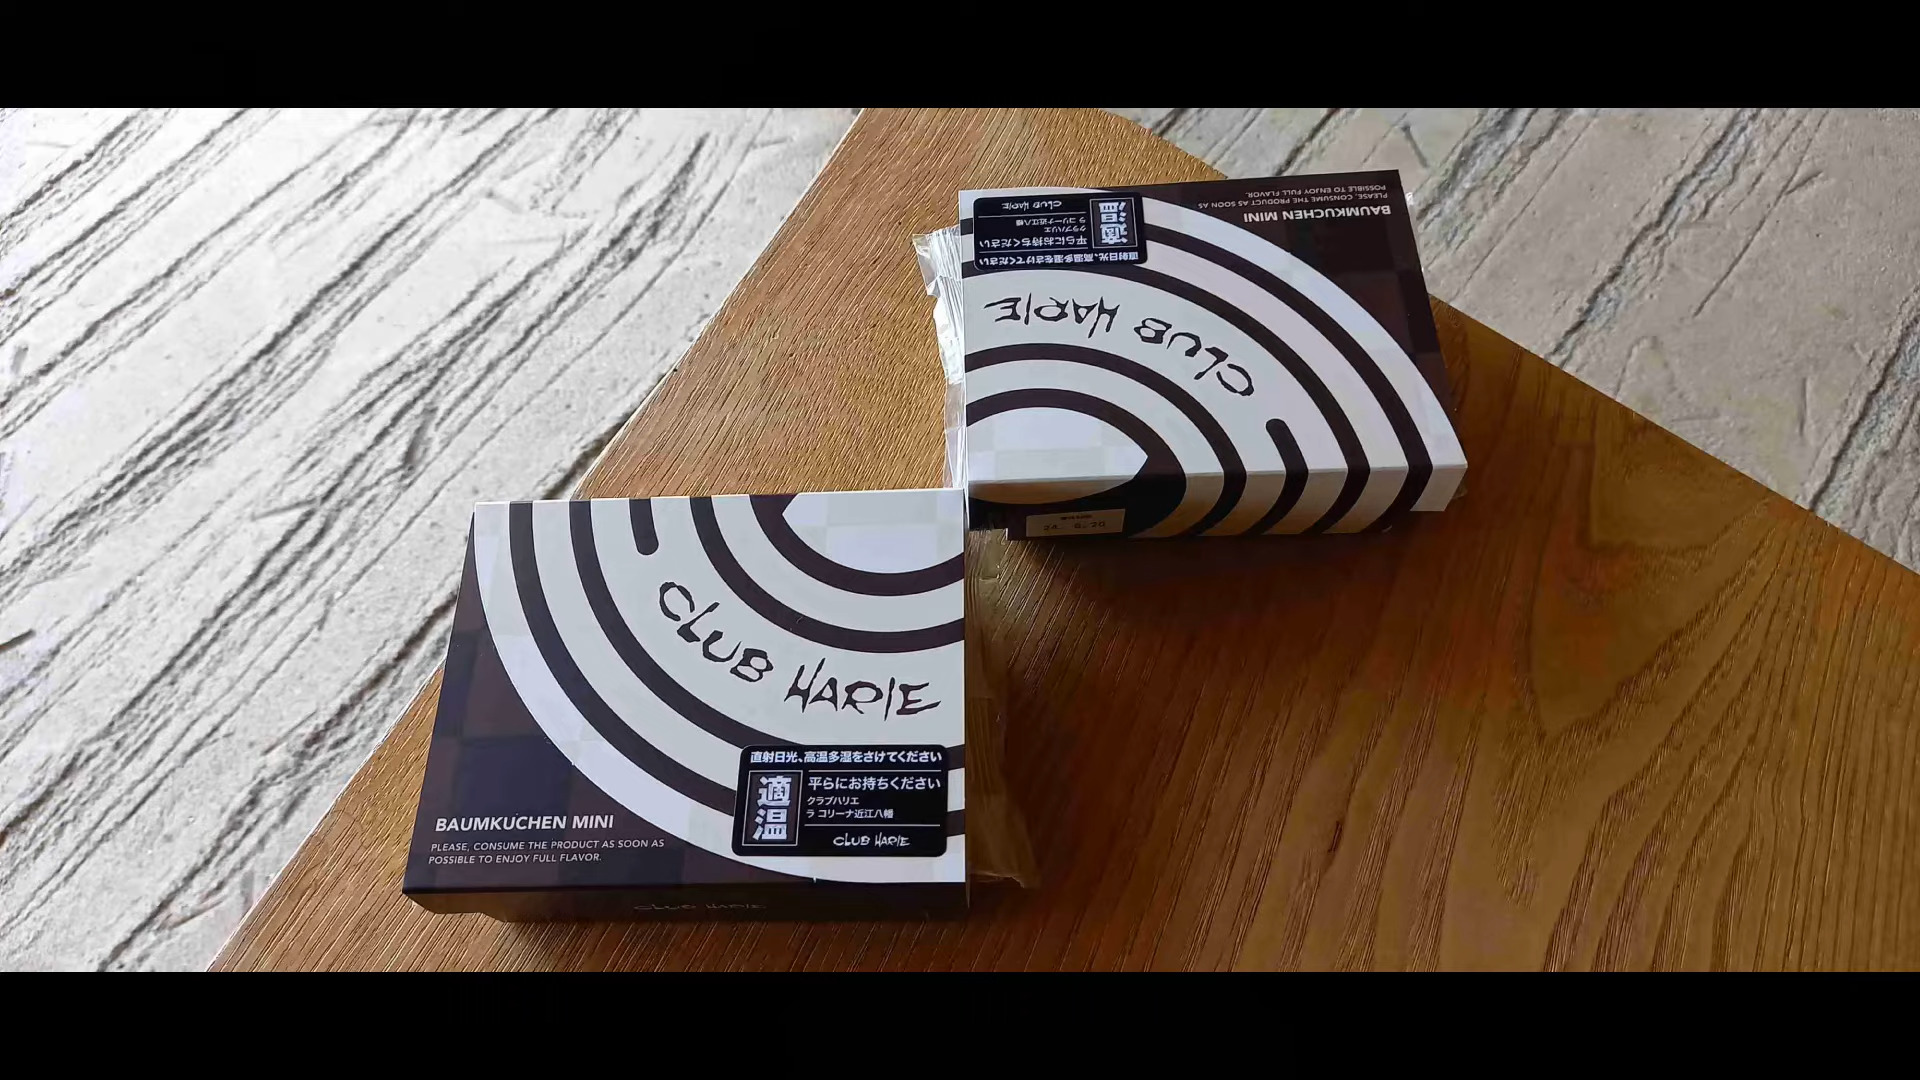 CLUB HARIE
直射日光、高温多湿をさけてください
適温
平らにお持ちください
クラブハリエ
ラ コリーナ近江八幡
CLUB HARIE
BAUMKUCHEN MINI
PLEASE, CONSUME THE PRODUCT AS SOON AS
POSSIBLE TO ENJOY FULL FLAVOR.
CLUB HARIE
BAUMKUCHEN MINI
PLEASE, CONSUME THE PRODUCT AS SOON AS
POSSIBLE TO ENJOY FULL FLAVOR.
直射日光、高温多湿をさけてください
適温
平らにお持ちください
クラブハリエ
ラ コリーナ近江八幡
CLUB HARIE
CLUB HARIE